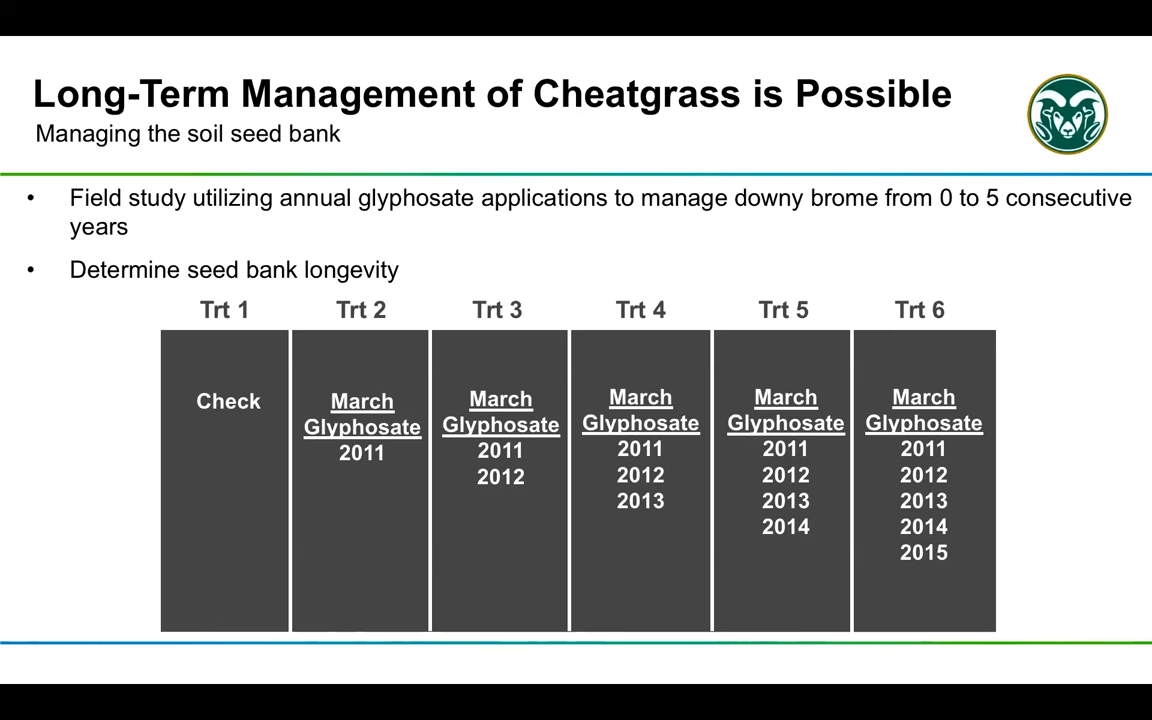 Long-Term Management of Cheatgrass is Possible
Managing the soil seed bank
• Field study utilizing annual glyphosate applications to manage downy brome from 0 to 5 consecutive
years
• Determine seed bank longevity
Trt 1 Trt 2 Trt 3 Trt 4 Trt 5 Trt 6
Check
March
Glyphosate
2011
March
Glyphosate
2011
2012
March
Glyphosate
2011
2012
2013
March
Glyphosate
2011
2012
2013
2014
March
Glyphosate
2011
2012
2013
2014
2015